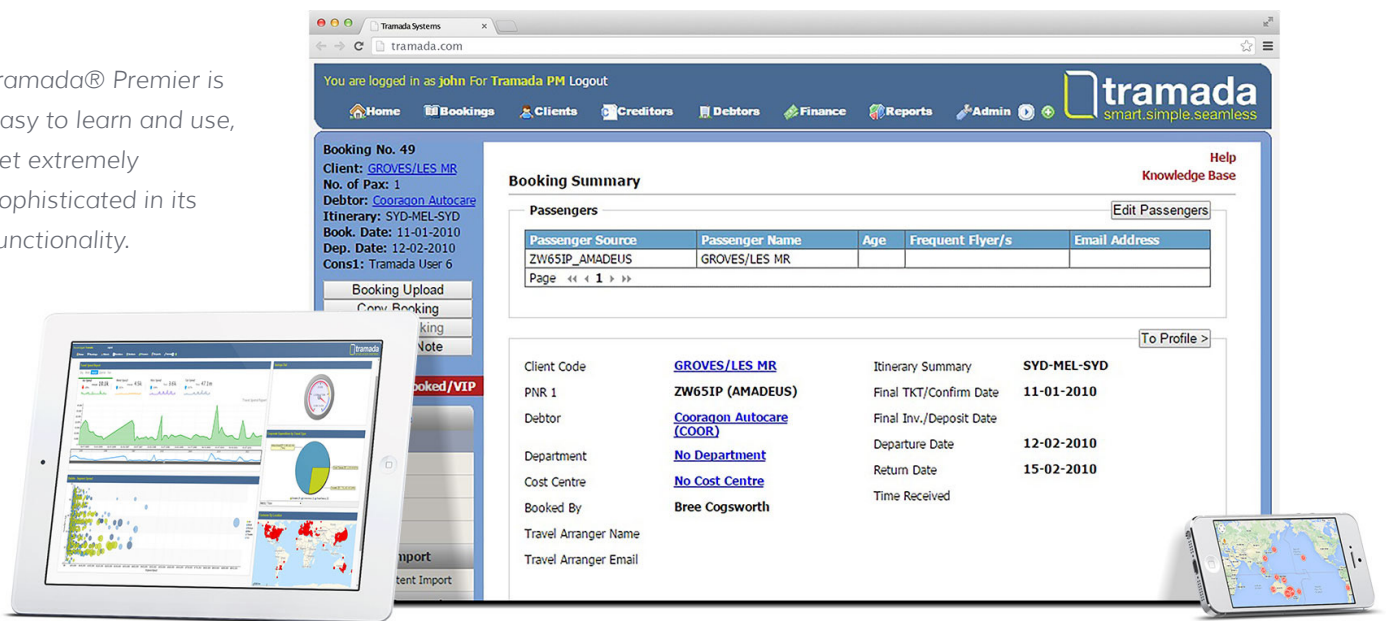 ramada® Premier is
asy to learn and use,
et extremely
ophisticated in its
unctionality.
Tramada Systems
tramada.com
You are logged in as john For Tramada PM Logout
Home Bookings Clients Creditors Debtors Finance Reports Admin
tramada
smart.simple.seamless
Booking No. 49
Client: GROVES/LES MR
No. of Pax: 1
Debtor: Cooragon Autocare
Itinerary: SYD-MEL-SYD
Book. Date: 11-01-2010
Dep. Date: 12-02-2010
Cons1: Tramada User 6
Booking Upload
Copy Booking
king
Note
ooked/VIP
mport
tent Import
Help
Knowledge Base
Booking Summary
Passengers
Edit Passengers
Passenger Source Passenger Name Age Frequent Flyer/s Email Address
ZW65IP_AMADEUS GROVES/LES MR
Page 1
To Profile >
Client Code GROVES/LES MR
PNR 1 ZW65IP (AMADEUS)
Debtor Cooragon Autocare
(COOR)
Department No Department
Cost Centre No Cost Centre
Booked By Bree Cogsworth
Travel Arranger Name
Travel Arranger Email
Itinerary Summary SYD-MEL-SYD
Final TKT/Confirm Date 11-01-2010
Final Inv./Deposit Date
Departure Date 12-02-2010
Return Date 15-02-2010
Time Received
tramada